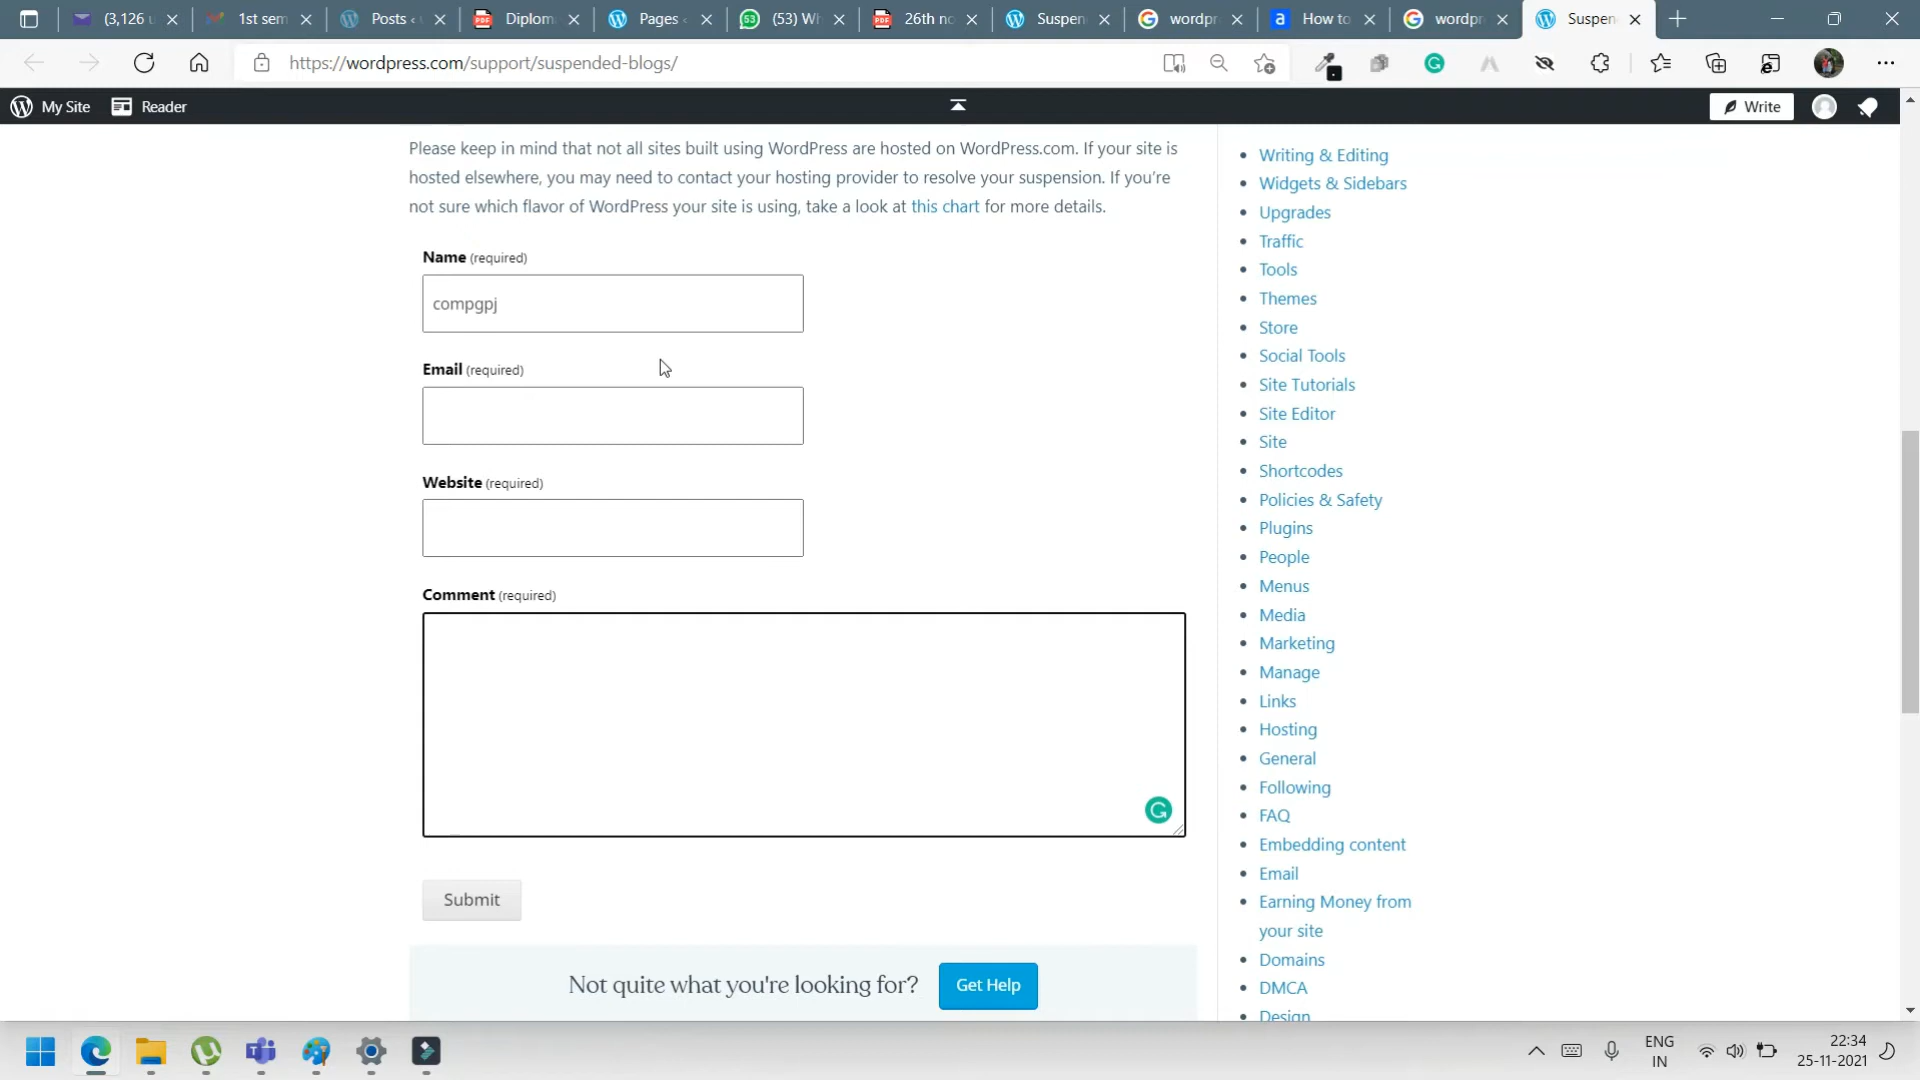 (3,126 u
1st sem
Posts ‹
Diplom
Pages ‹
(53) Wh
26th no
Suspen
wordpr
How to
wordpr
Suspen
https://wordpress.com/support/suspended-blogs/
My Site
Reader
Write
Please keep in mind that not all sites built using WordPress are hosted on WordPress.com. If your site is
hosted elsewhere, you may need to contact your hosting provider to resolve your suspension. If you're
not sure which flavor of WordPress your site is using, take a look at this chart for more details.
Name (required)
compgpj
Email (required)
Website (required)
Comment (required)
Submit
Not quite what you're looking for?
Get Help
Writing & Editing
Widgets & Sidebars
Upgrades
Traffic
Tools
Themes
Store
Social Tools
Site Tutorials
Site Editor
Site
Shortcodes
Policies & Safety
Plugins
People
Menus
Media
Marketing
Manage
Links
Hosting
General
Following
FAQ
Embedding content
Email
Earning Money from
your site
Domains
DMCA
Design
ENG
IN
22:34
25-11-2021